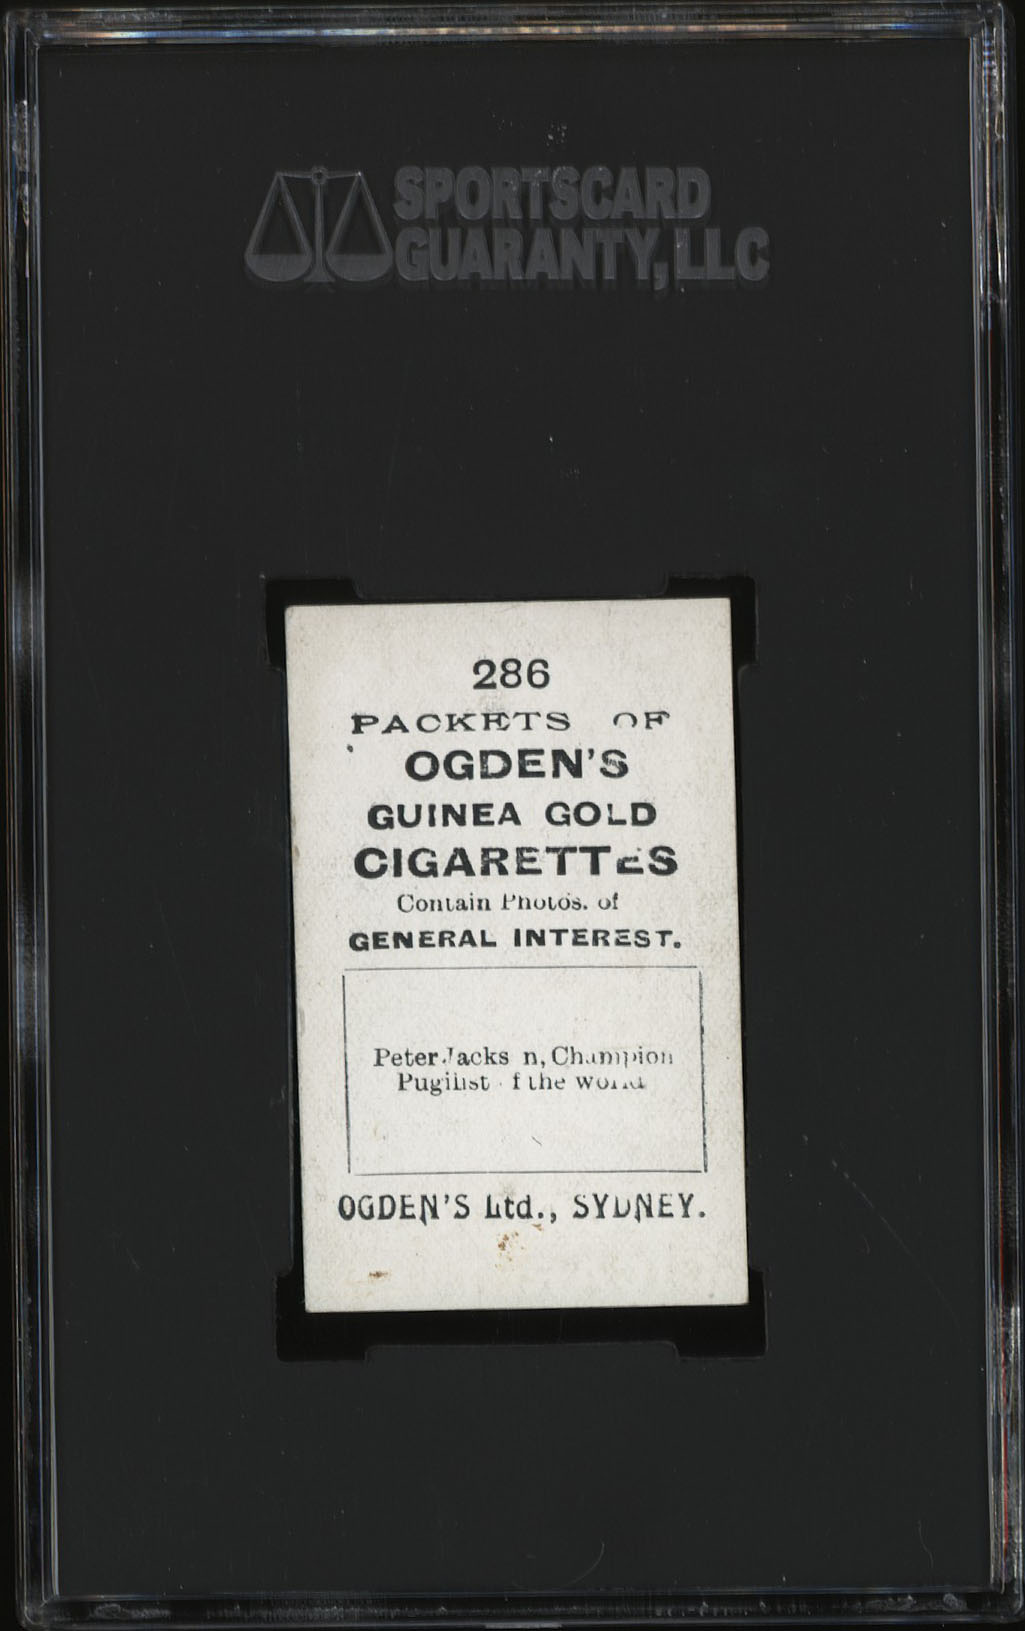 SPORTSCARD
GUARANTY, LLC
286
PACKETS OF
OGDEN'S
GUINEA GOLD
CIGARETTES
Contain Photos. of
GENERAL INTEREST.
Peter Jacks n, Champion
Pugilist f the world
OGDEN'S Ltd., SYDNEY.